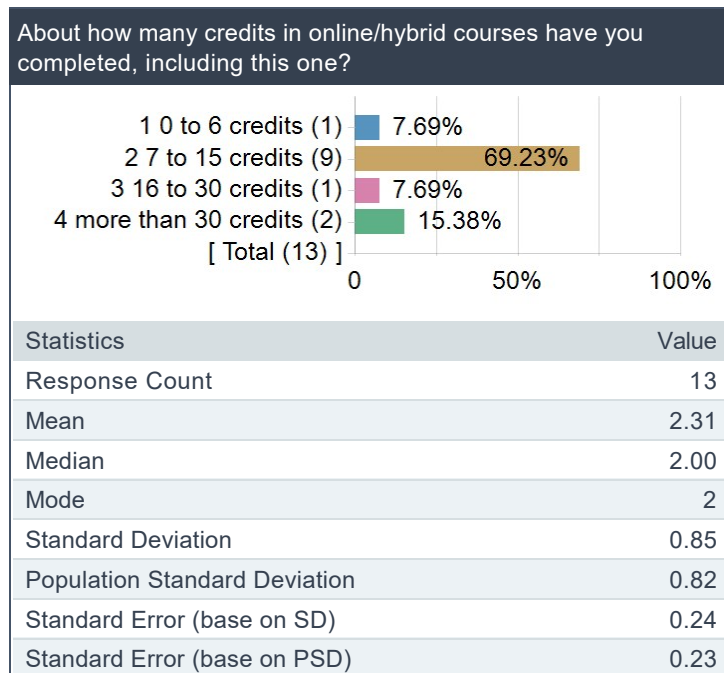 About how many credits in online/hybrid courses have you
completed, including this one?
1 0 to 6 credits (1) 7.69%
2 7 to 15 credits (9) 69.23%
3 16 to 30 credits (1) 7.69%
4 more than 30 credits (2) 15.38%
[ Total (13) ]
0 50% 100%
Statistics Value
Response Count 13
Mean 2.31
Median 2.00
Mode 2
Standard Deviation 0.85
Population Standard Deviation 0.82
Standard Error (base on SD) 0.24
Standard Error (base on PSD) 0.23